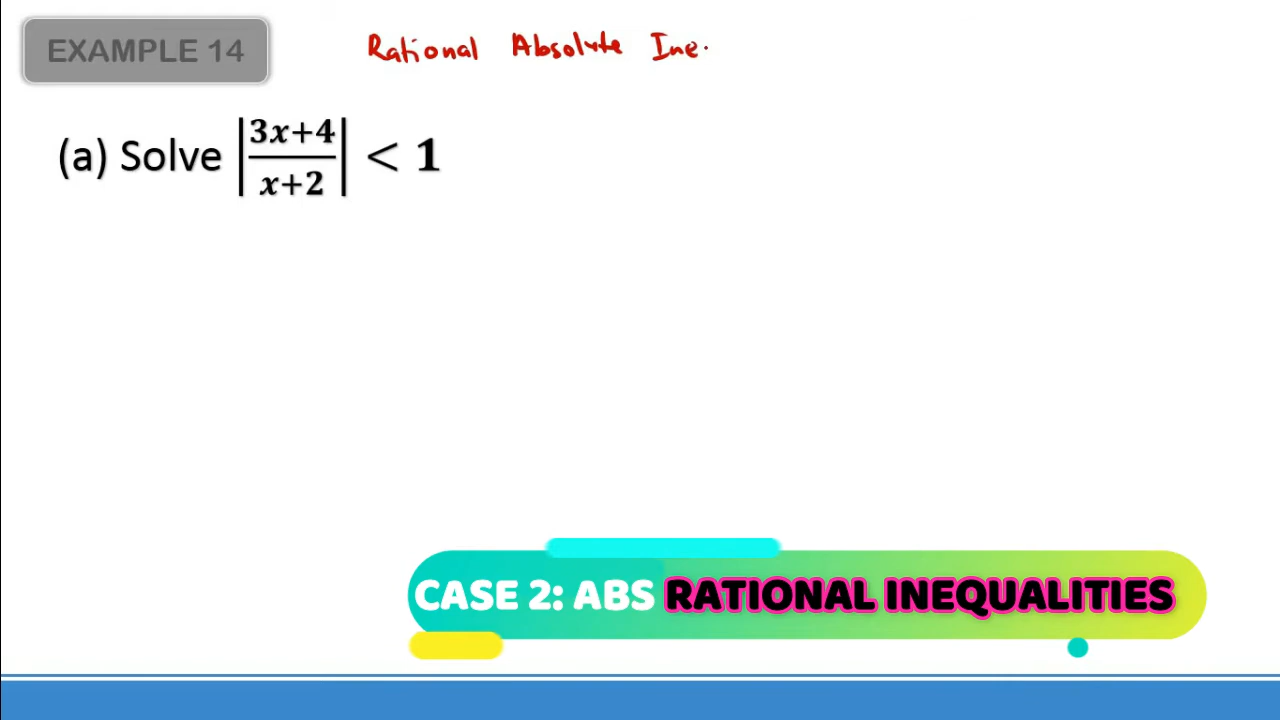 EXAMPLE 14
Rational Absolute Ine.
(a) Solve |3x+4/x+2| < 1
CASE 2: ABS RATIONAL INEQUALITIES